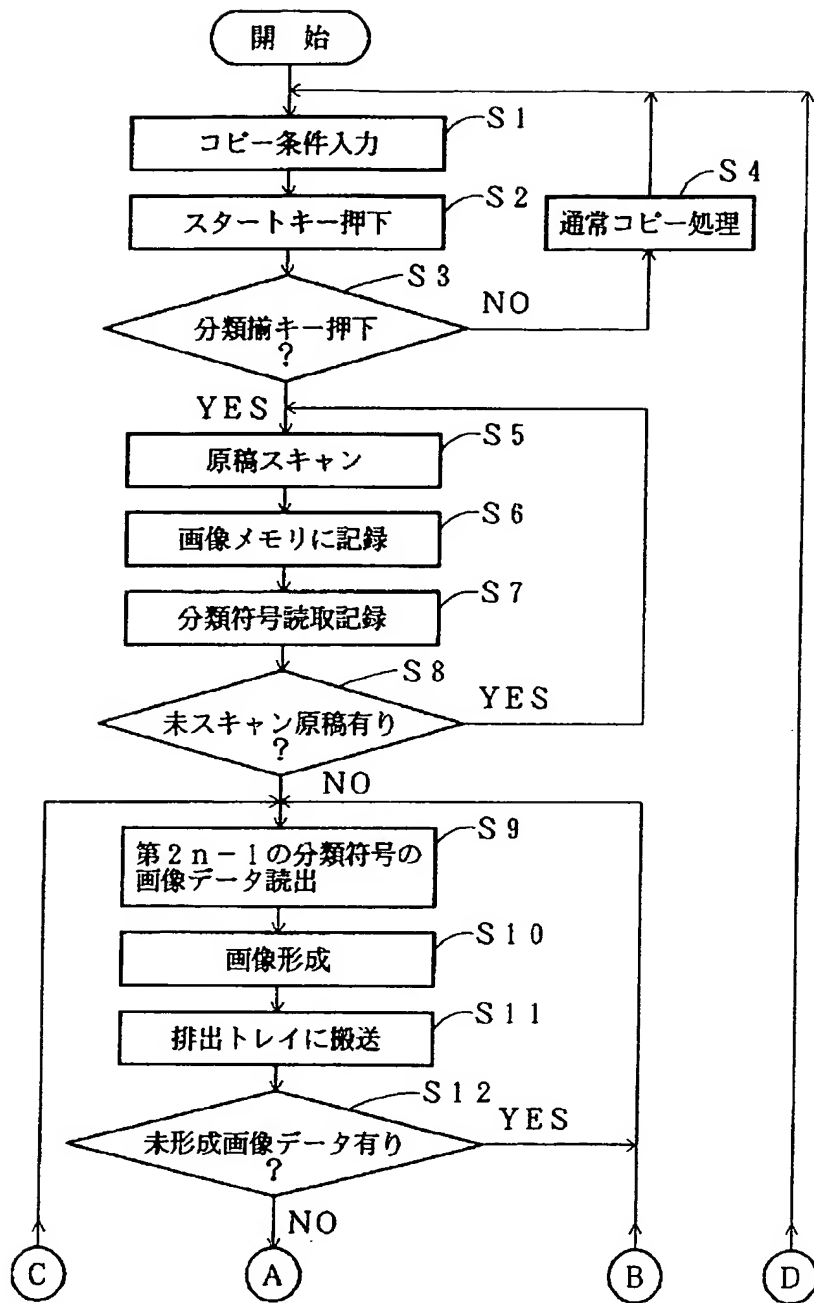 開 始
S1
コピー条件入力
S2
スタートキー押下
S4
通常コピー処理
S3
分類揃キー押下
?
NO
YES
S5
原稿スキャン
S6
画像メモリに記録
S7
分類符号読取記録
S8
未スキャン原稿有り
?
YES
NO
S9
第2n-1の分類符号の
画像データ読出
S10
画像形成
S11
排出トレイに搬送
S12
未形成画像データ有り
?
YES
NO
C
A
B
D